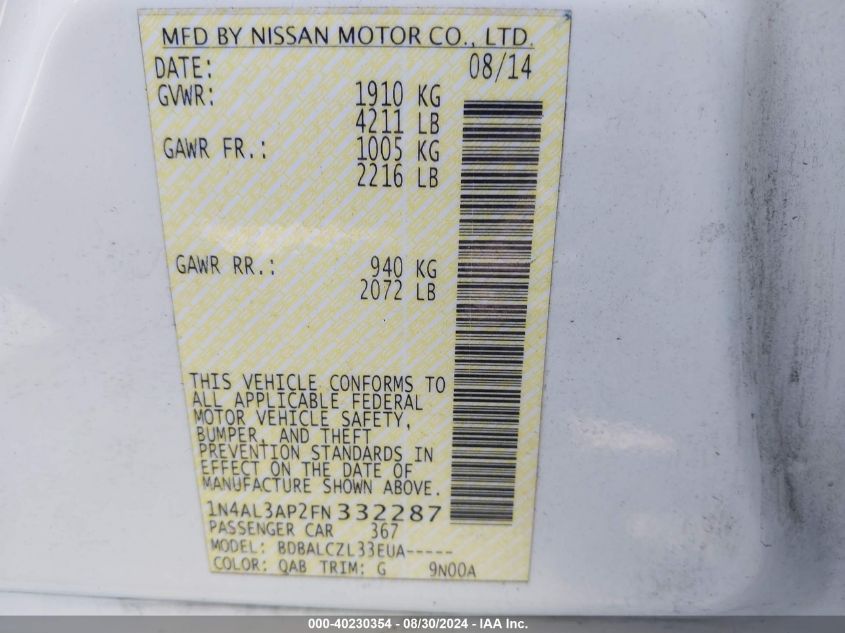 MFD BY NISSAN MOTOR CO., LTD.
DATE: 08/14
GVWR: 1910 KG
4211 LB
GAWR FR.: 1005 KG
2216 LB
GAWR RR.: 940 KG
2072 LB
THIS VEHICLE CONFORMS TO
ALL APPLICABLE FEDERAL
MOTOR VEHICLE SAFETY,
BUMPER, AND THEFT
PREVENTION STANDARDS IN
EFFECT ON THE DATE OF
MANUFACTURE SHOWN ABOVE.
1N4AL3AP2FN332287
PASSENGER CAR 367
MODEL: BDBALCZL33EUA-----
COLOR: QAB TRIM: G 9N00A
000-40230354 - 08/30/2024 - IAA Inc.